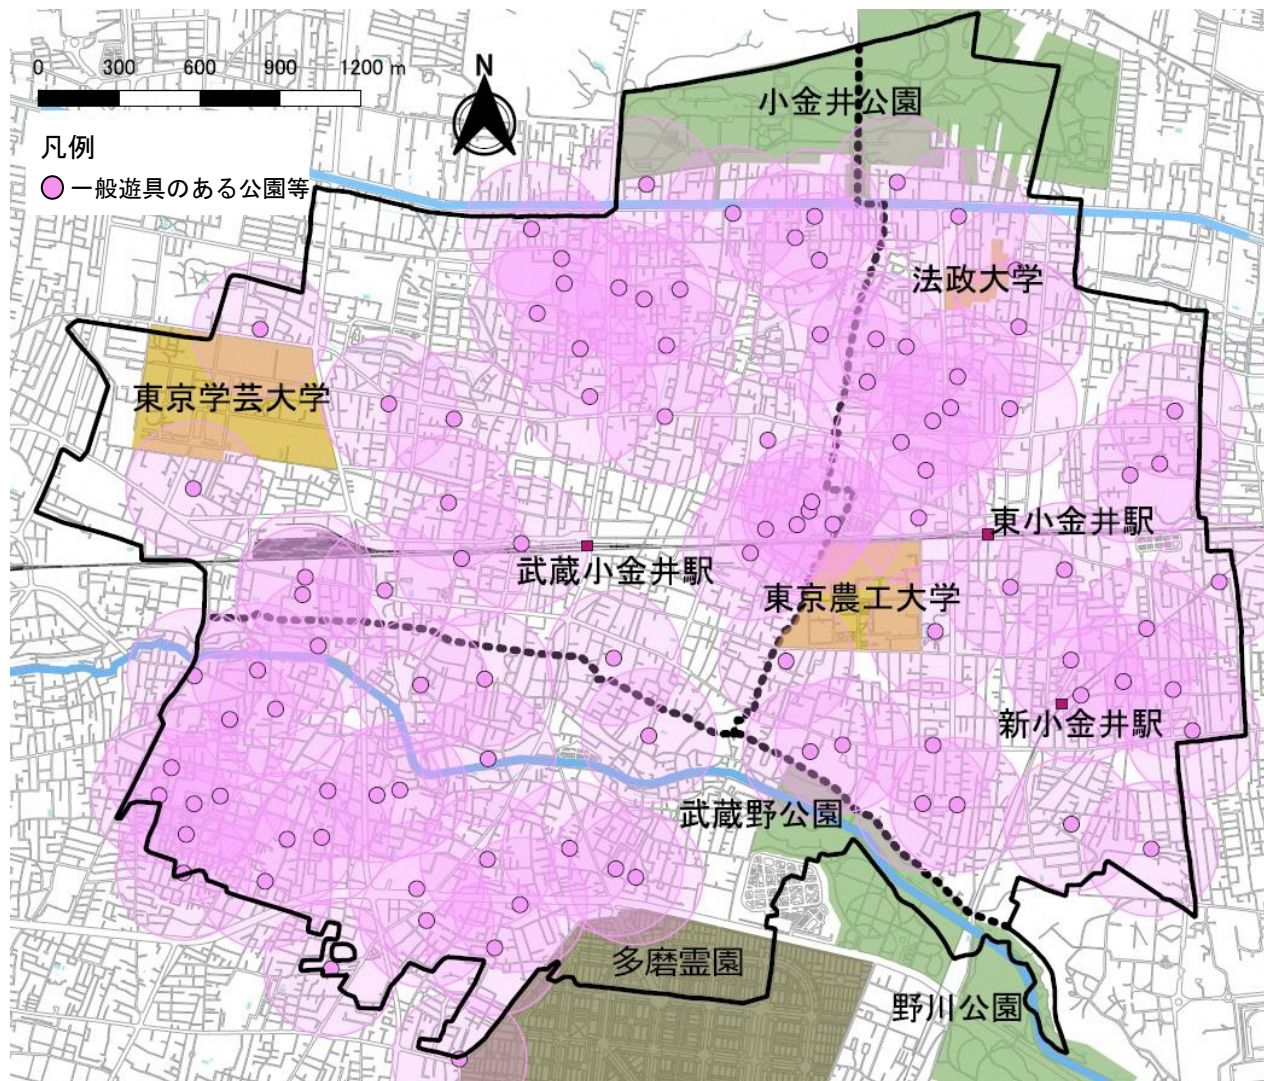 0 300 600 900 1200 m
N
凡例
一般遊具のある公園等
小金井公園
法政大学
東京学芸大学
東小金井駅
武蔵小金井駅
東京農工大学
新小金井駅
武蔵野公園
多磨霊園
野川公園